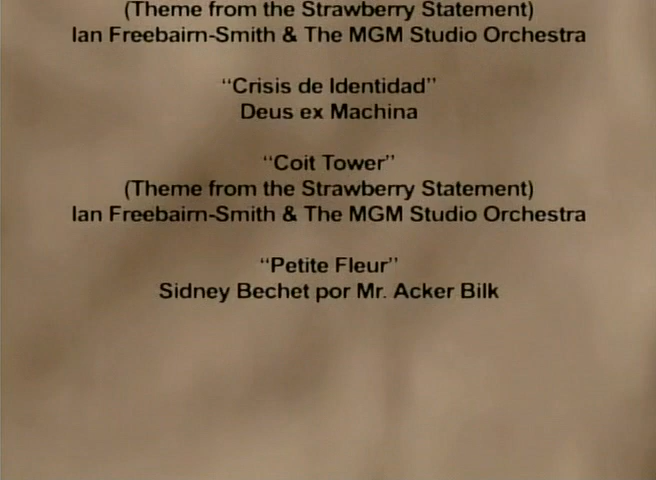 (Theme from the Strawberry Statement)
Ian Freebairn-Smith & The MGM Studio Orchestra
"Crisis de Identidad"
Deus ex Machina
"Coit Tower"
(Theme from the Strawberry Statement)
Ian Freebairn-Smith & The MGM Studio Orchestra
"Petite Fleur"
Sidney Bechet por Mr. Acker Bilk